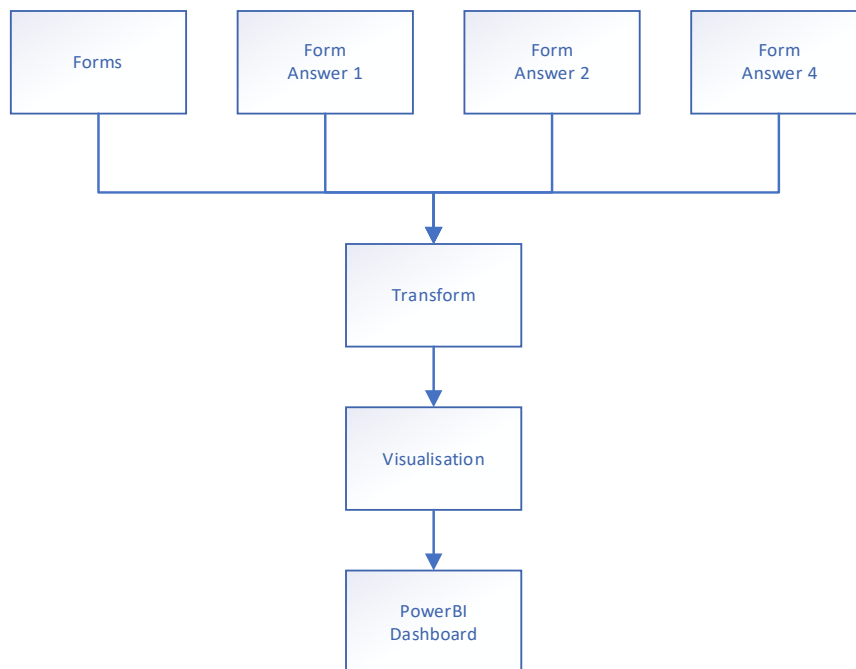 Forms
Form
Answer 1
Form
Answer 2
Form
Answer 4
Transform
Visualisation
PowerBI
Dashboard